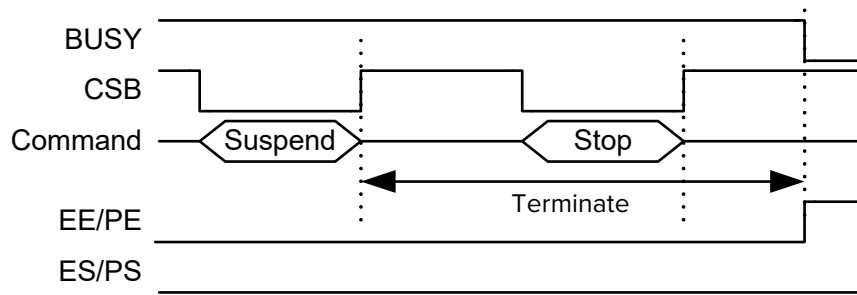 BUSY
CSB
Command Suspend Stop
Terminate
EE/PE
ES/PS